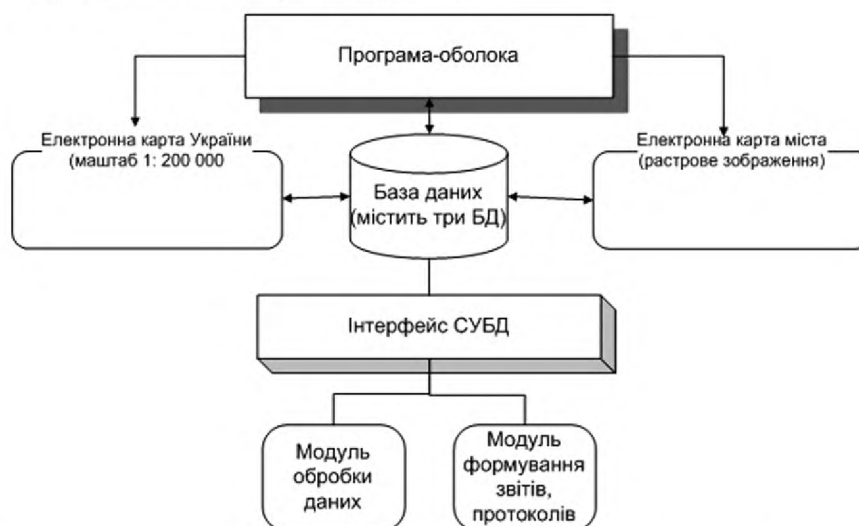 Програма-оболока
Електронна карта України
(маштаб 1: 200 000
Електронна карта міста
(растрове зображення)
База даних
(містить три БД)
Інтерфейс СУБД
Модуль
обробки
даних
Модуль
формування
звітів,
протоколів